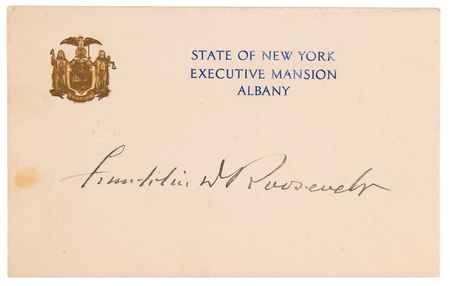 STATE OF NEW YORK
EXECUTIVE MANSION
ALBANY
Franklin D Roosevelt